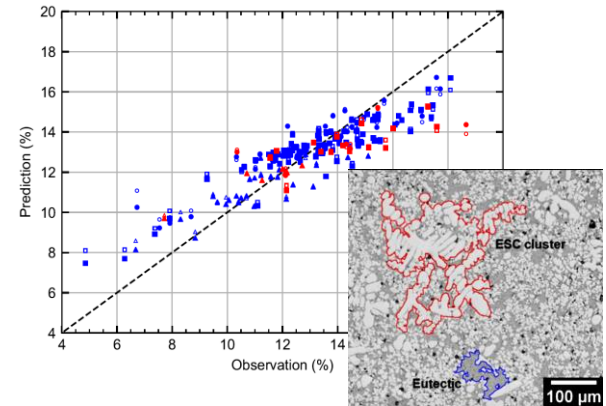 20
18
16
14
12
10
8
6
4
Prediction (%)
4 6 8 10 12 14
Observation (%)
ESC cluster
Eutectic
100 μm